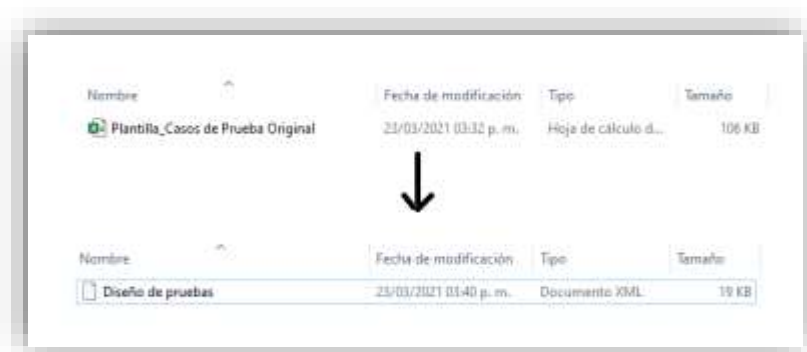 Nombre Fecha de modificación Tipo Tamaño
Plantilla_Casos de Prueba Original 23/03/2021 03:32 p. m. Hoja de cálculo d... 106 KB
Nombre Fecha de modificación Tipo Tamaño
Diseño de pruebas 23/03/2021 03:40 p. m. Documento XML 19 KB